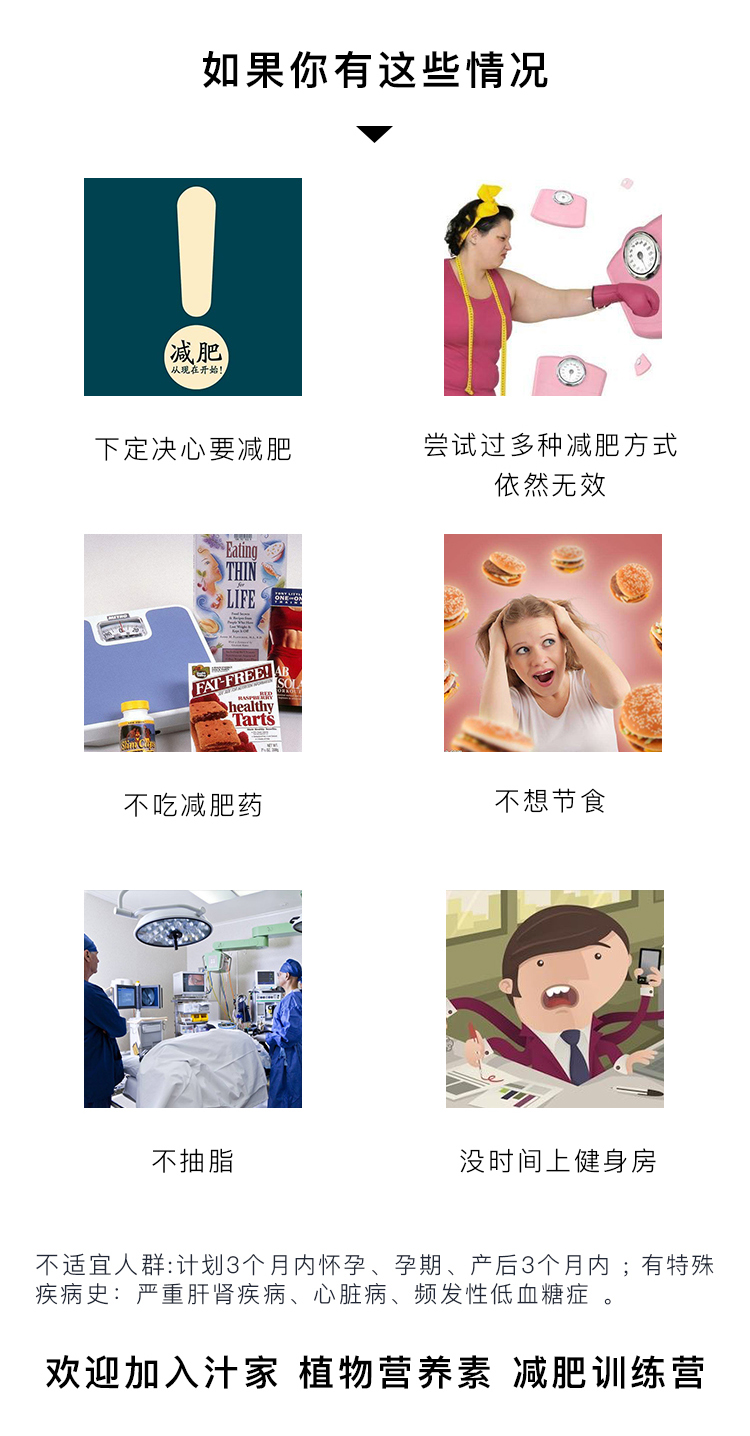 如果你有这些情况
减肥
从现在开始!
下定决心要减肥
尝试过多种减肥方式
依然无效
Eating
THIN
for
LIFE
FAT-FREE!
RED
RASPBERRY
healthy
Tarts
不吃减肥药
不想节食
不抽脂
没时间上健身房
不适宜人群:计划3个月内怀孕、孕期、产后3个月内 ；有特殊
疾病史：严重肝肾疾病、心脏病、频发性低血糖症 。
欢迎加入汁家 植物营养素 减肥训练营